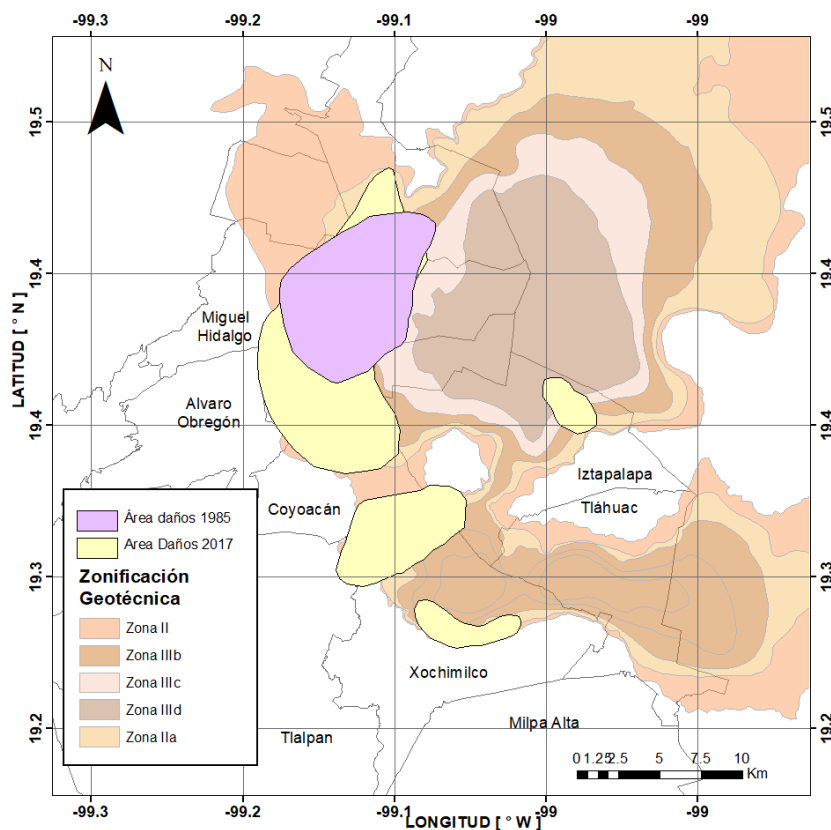 -99.3 -99.2 -99.1 -99 -99
N
19.5 19.5
19.4 19.4
Miguel
Hidalgo
LATITUD [ ° N ]
Alvaro
Obregón
19.4 19.4
Iztapalapa
Coyoacán
Tláhuac
Área daños 1985
Area Daños 2017
Zonificación
Geotécnica
Zona II
Zona IIIb
Zona IIIc
Zona IIId
Zona IIa
19.3 19.3
Xochimilco
Milpa Alta
Tlalpan
19.2 19.2
0 1.25 2.5 5 7.5 10
Km
-99.3 -99.2 -99.1 -99 -99
LONGITUD [ ° W ]